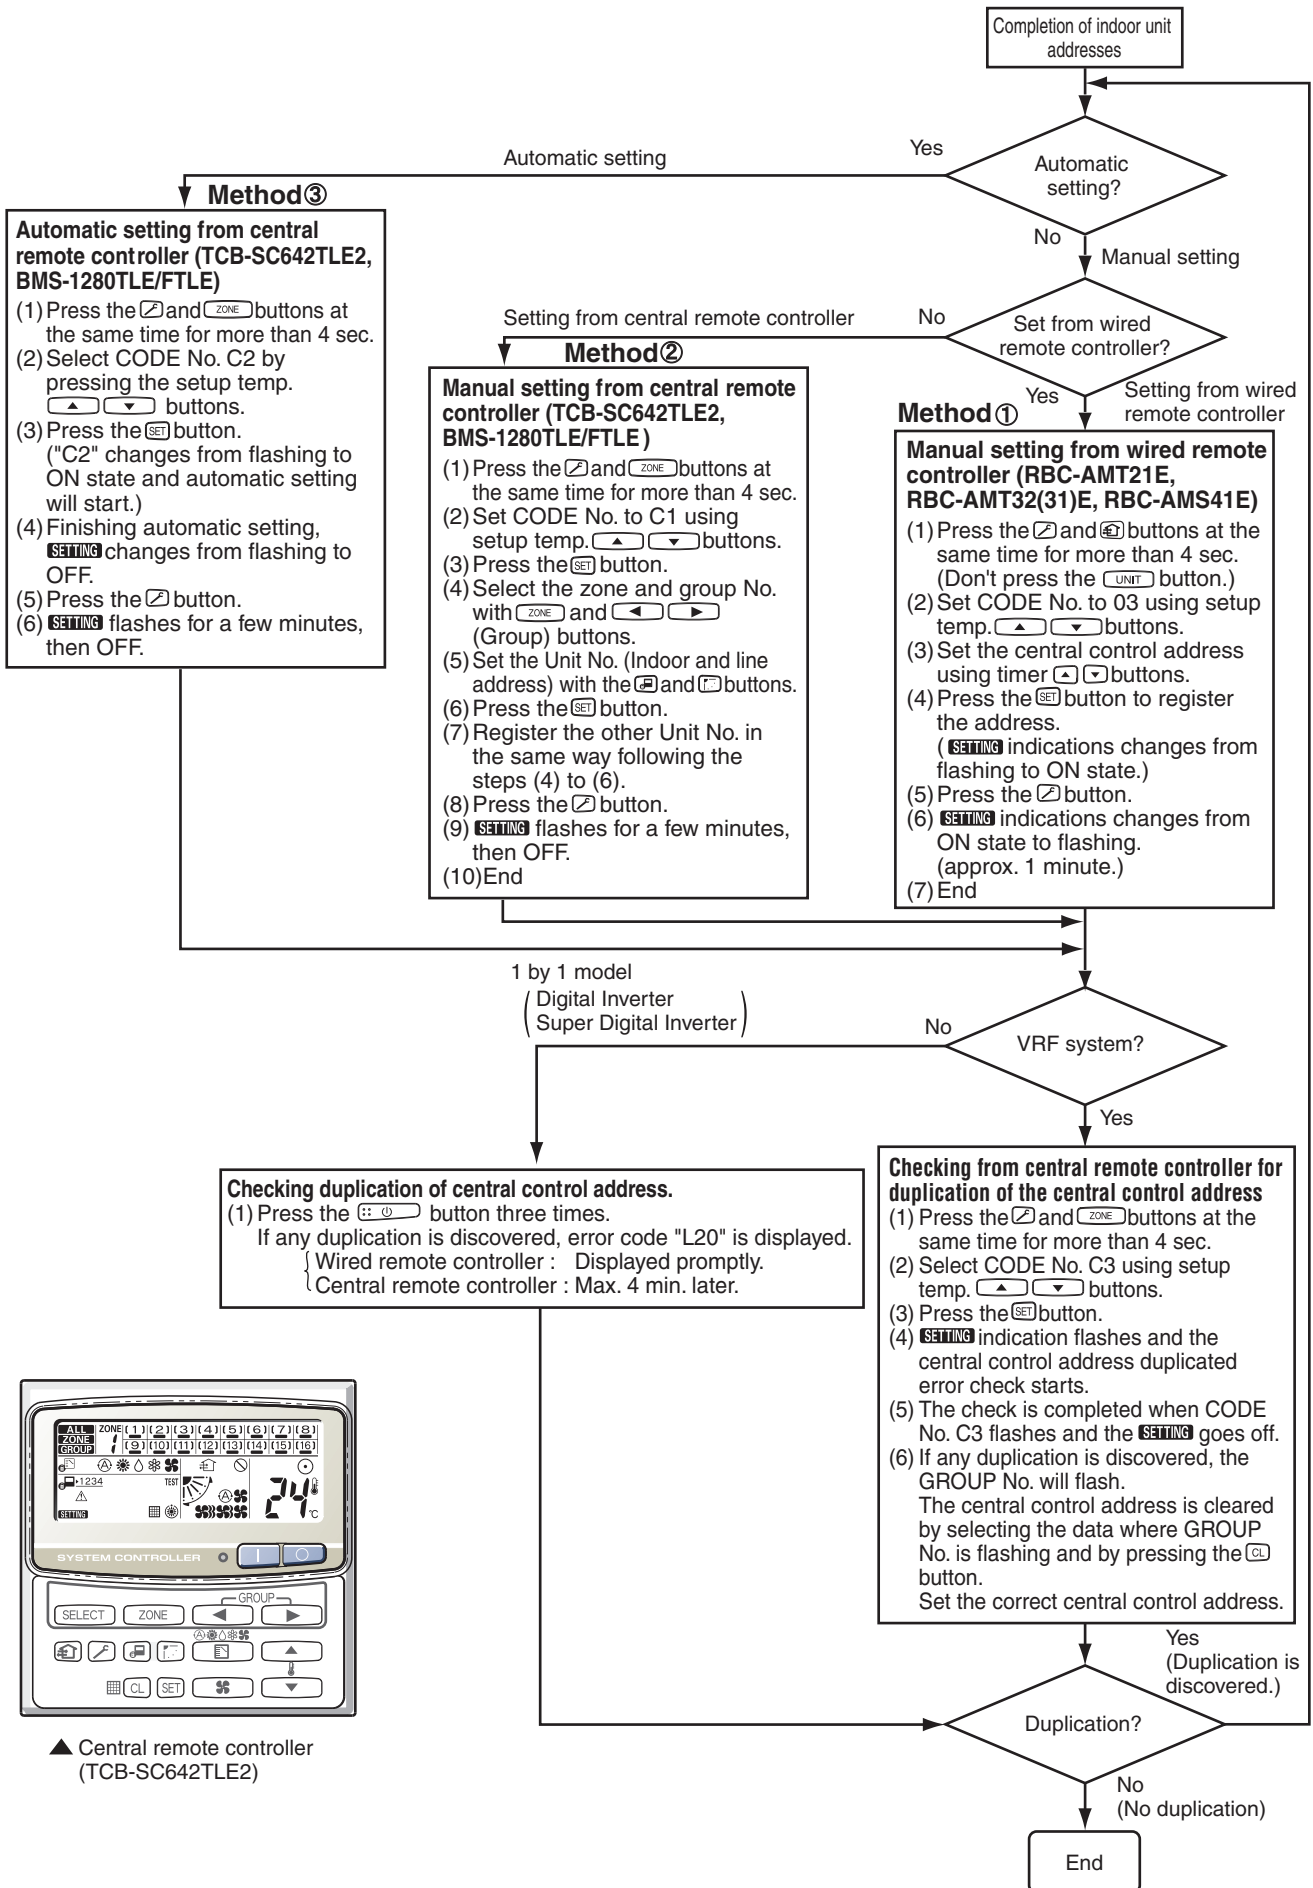 Completion of indoor unit
addresses
Automatic
setting?
Yes
Automatic setting
No
Manual setting
Method③
Automatic setting from central
remote controller (TCB-SC642TLE2,
BMS-1280TLE/FTLE)
(1) Press the and ZONE buttons at
the same time for more than 4 sec.
(2) Select CODE No. C2 by
pressing the setup temp.
▲ ▼ buttons.
(3) Press the SET button.
("C2" changes from flashing to
ON state and automatic setting
will start.)
(4) Finishing automatic setting,
SETTING changes from flashing to
OFF.
(5) Press the button.
(6) SETTING flashes for a few minutes,
then OFF.
Set from wired
remote controller?
No
Setting from central remote controller
Yes
Setting from wired
remote controller
Method②
Manual setting from central remote
controller (TCB-SC642TLE2,
BMS-1280TLE/FTLE )
(1) Press the and ZONE buttons at
the same time for more than 4 sec.
(2) Set CODE No. to C1 using
setup temp. ▲ ▼ buttons.
(3) Press the SET button.
(4) Select the zone and group No.
with ZONE and ◀ ▶
(Group) buttons.
(5) Set the Unit No. (Indoor and line
address) with the and buttons.
(6) Press the SET button.
(7) Register the other Unit No. in
the same way following the
steps (4) to (6).
(8) Press the button.
(9) SETTING flashes for a few minutes,
then OFF.
(10) End
Method①
Manual setting from wired remote
controller (RBC-AMT21E,
RBC-AMT32(31)E, RBC-AMS41E)
(1) Press the and buttons at the
same time for more than 4 sec.
(Don't press the UNIT button.)
(2) Set CODE No. to 03 using setup
temp. ▲ ▼ buttons.
(3) Set the central control address
using timer ▲ ▼ buttons.
(4) Press the SET button to register
the address.
( SETTING indications changes from
flashing to ON state.)
(5) Press the button.
(6) SETTING indications changes from
ON state to flashing.
(approx. 1 minute.)
(7) End
VRF system?
No
1 by 1 model
(Digital Inverter
Super Digital Inverter)
Yes
Checking duplication of central control address.
(1) Press the button three times.
If any duplication is discovered, error code "L20" is displayed.
Wired remote controller : Displayed promptly.
Central remote controller : Max. 4 min. later.
Checking from central remote controller for
duplication of the central control address
(1) Press the and ZONE buttons at the
same time for more than 4 sec.
(2) Select CODE No. C3 using setup
temp. ▲ ▼ buttons.
(3) Press the SET button.
(4) SETTING indication flashes and the
central control address duplicated
error check starts.
(5) The check is completed when CODE
No. C3 flashes and the SETTING goes off.
(6) If any duplication is discovered, the
GROUP No. will flash.
The central control address is cleared
by selecting the data where GROUP
No. is flashing and by pressing the CL
button.
Set the correct central control address.
Duplication?
Yes
(Duplication is
discovered.)
No
(No duplication)
End
ALL ZONE (1) (2) (3) (4) (5) (6) (7) (8)
ZONE 1
GROUP (9) (10) (11) (12) (13) (14) (15) (16)
1234 TEST
SETTING 24 °C
SYSTEM CONTROLLER
GROUP
SELECT ZONE ◀ ▶
CL SET
▲ Central remote controller
(TCB-SC642TLE2)